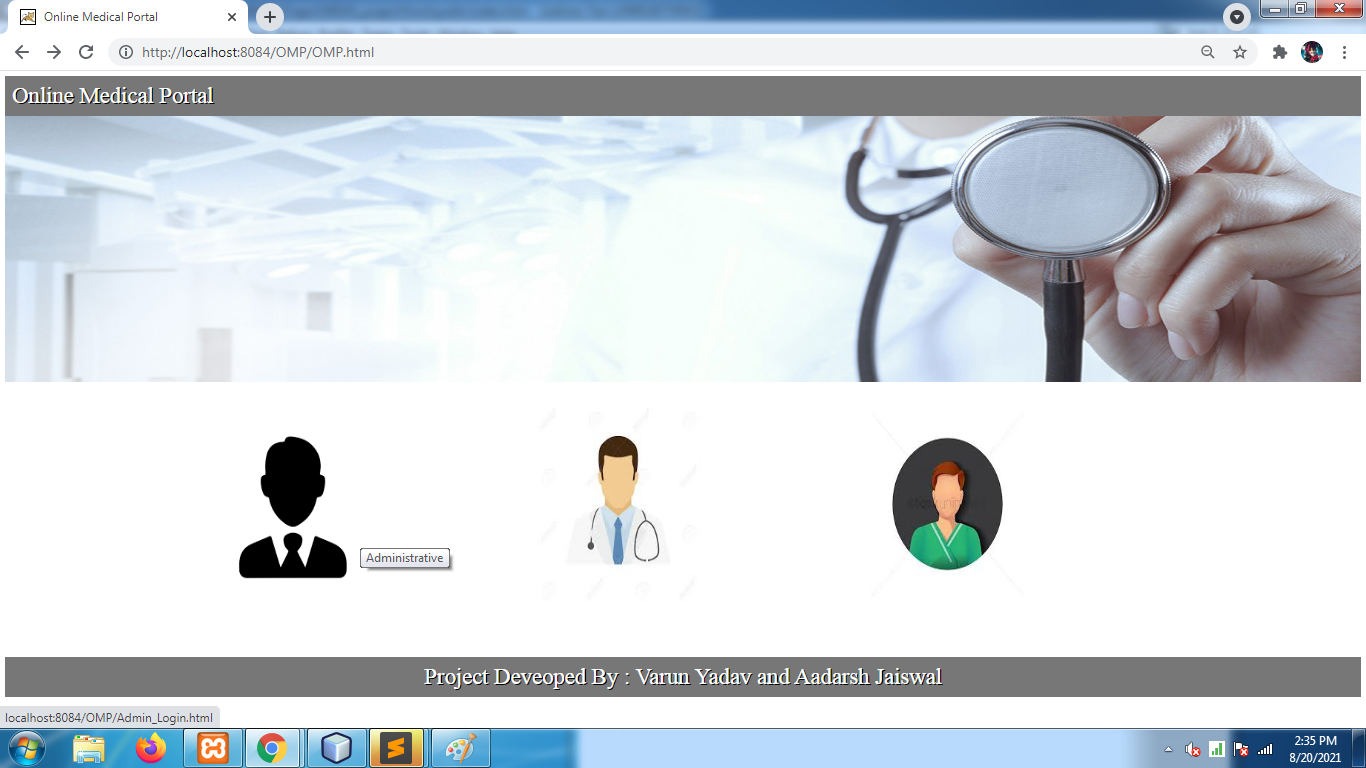 Online Medical Portal
http://localhost:8084/OMP/OMP.html
Online Medical Portal
Administrative
Project Deveoped By : Varun Yadav and Aadarsh Jaiswal
localhost:8084/OMP/Admin_Login.html
2:35 PM
8/20/2021